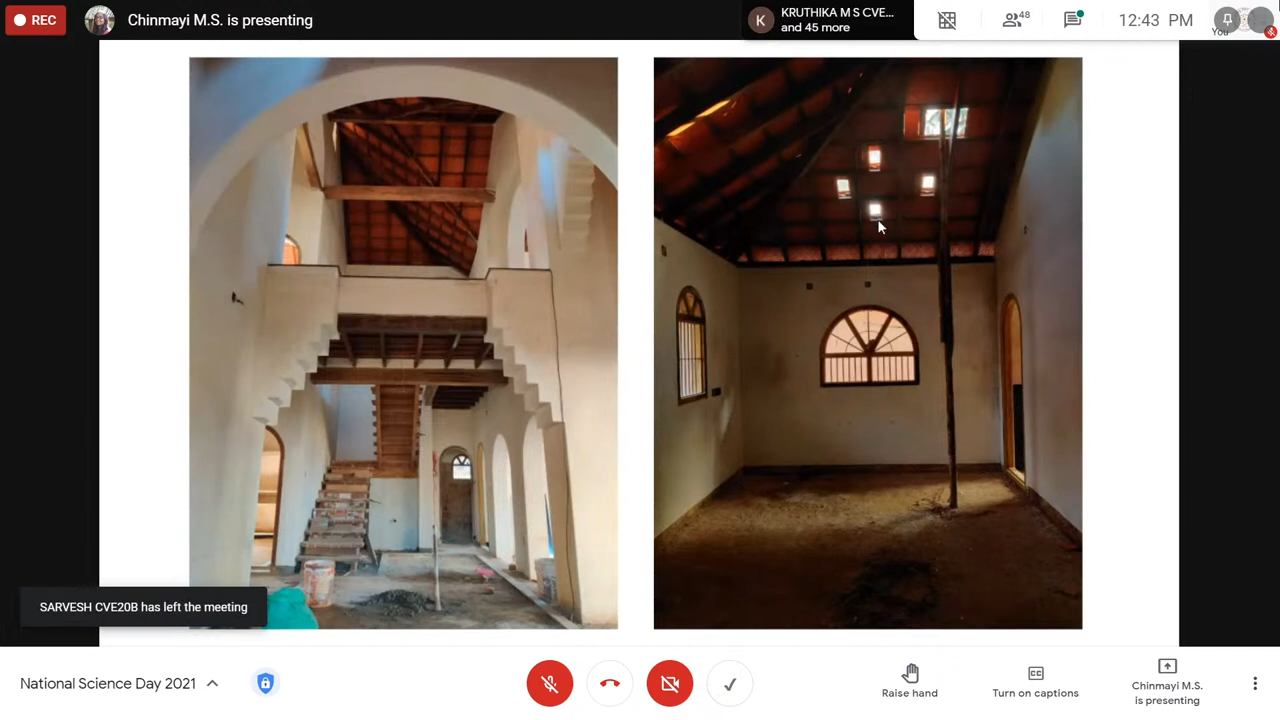 REC
Chinmayi M.S. is presenting
K
KRUTHIKA M S CVE...
and 45 more
48
12:43 PM
You
SARVESH CVE20B has left the meeting
National Science Day 2021
Raise hand
CC
Turn on captions
Chinmayi M.S.
is presenting